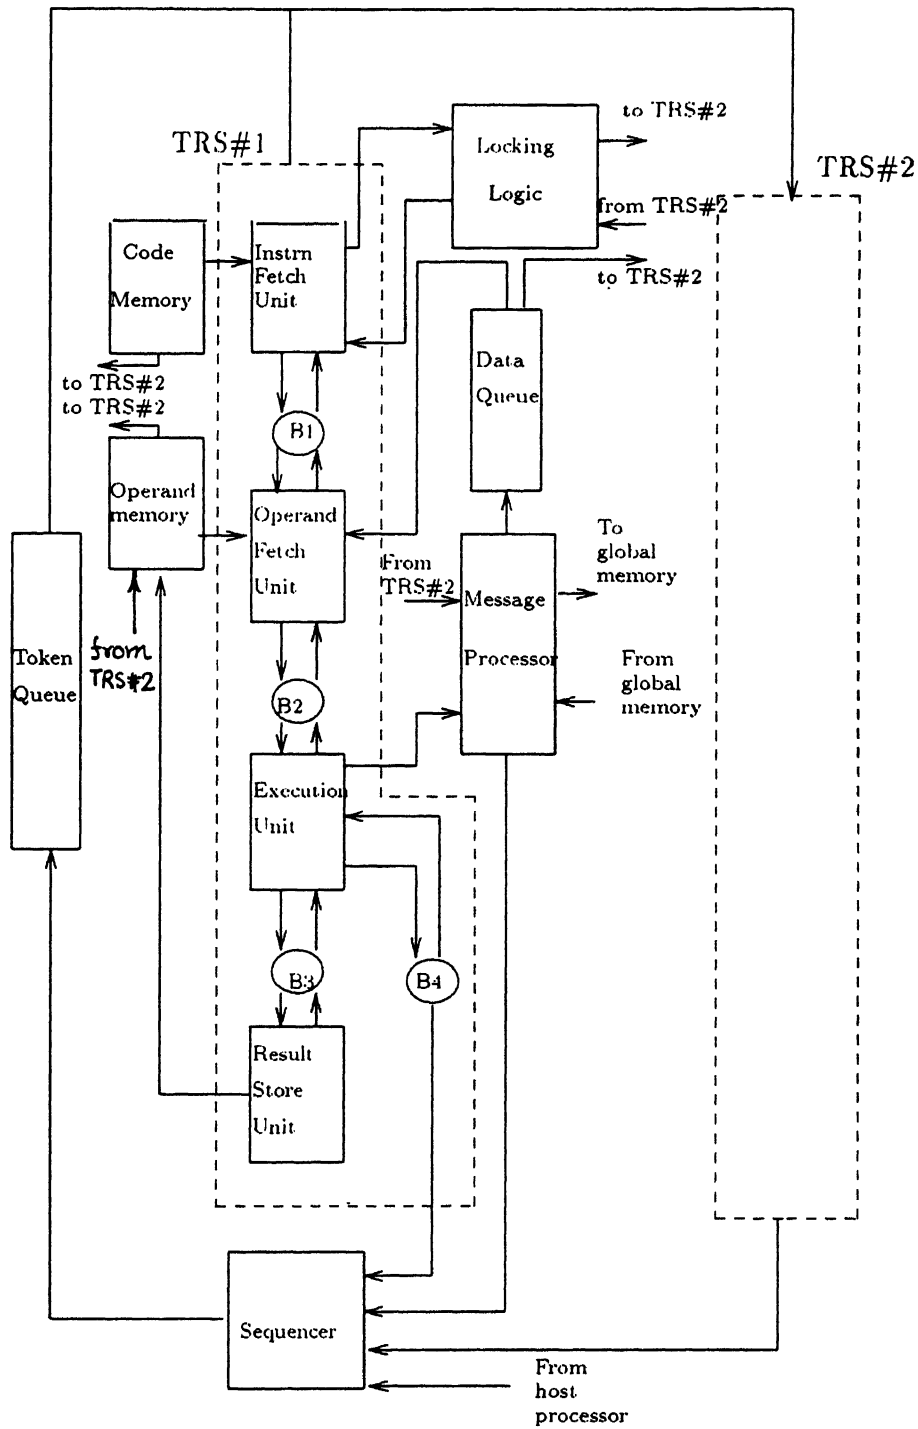 to TRS#2
TRS#1
Locking
Logic
TRS#2
from TRS#2
Code
Memory
Instrn
Fetch
Unit
to TRS#2
Data
Queue
to TRS#2
to TRS#2
B1
Operand
memory
Operand
Fetch
Unit
To
global
memory
From
TRS#2
Message
Processor
Token
Queue
from
TRS#2
From
global
memory
B2
Execution
Unit
B3
B4
Result
Store
Unit
Sequencer
From
host
processor